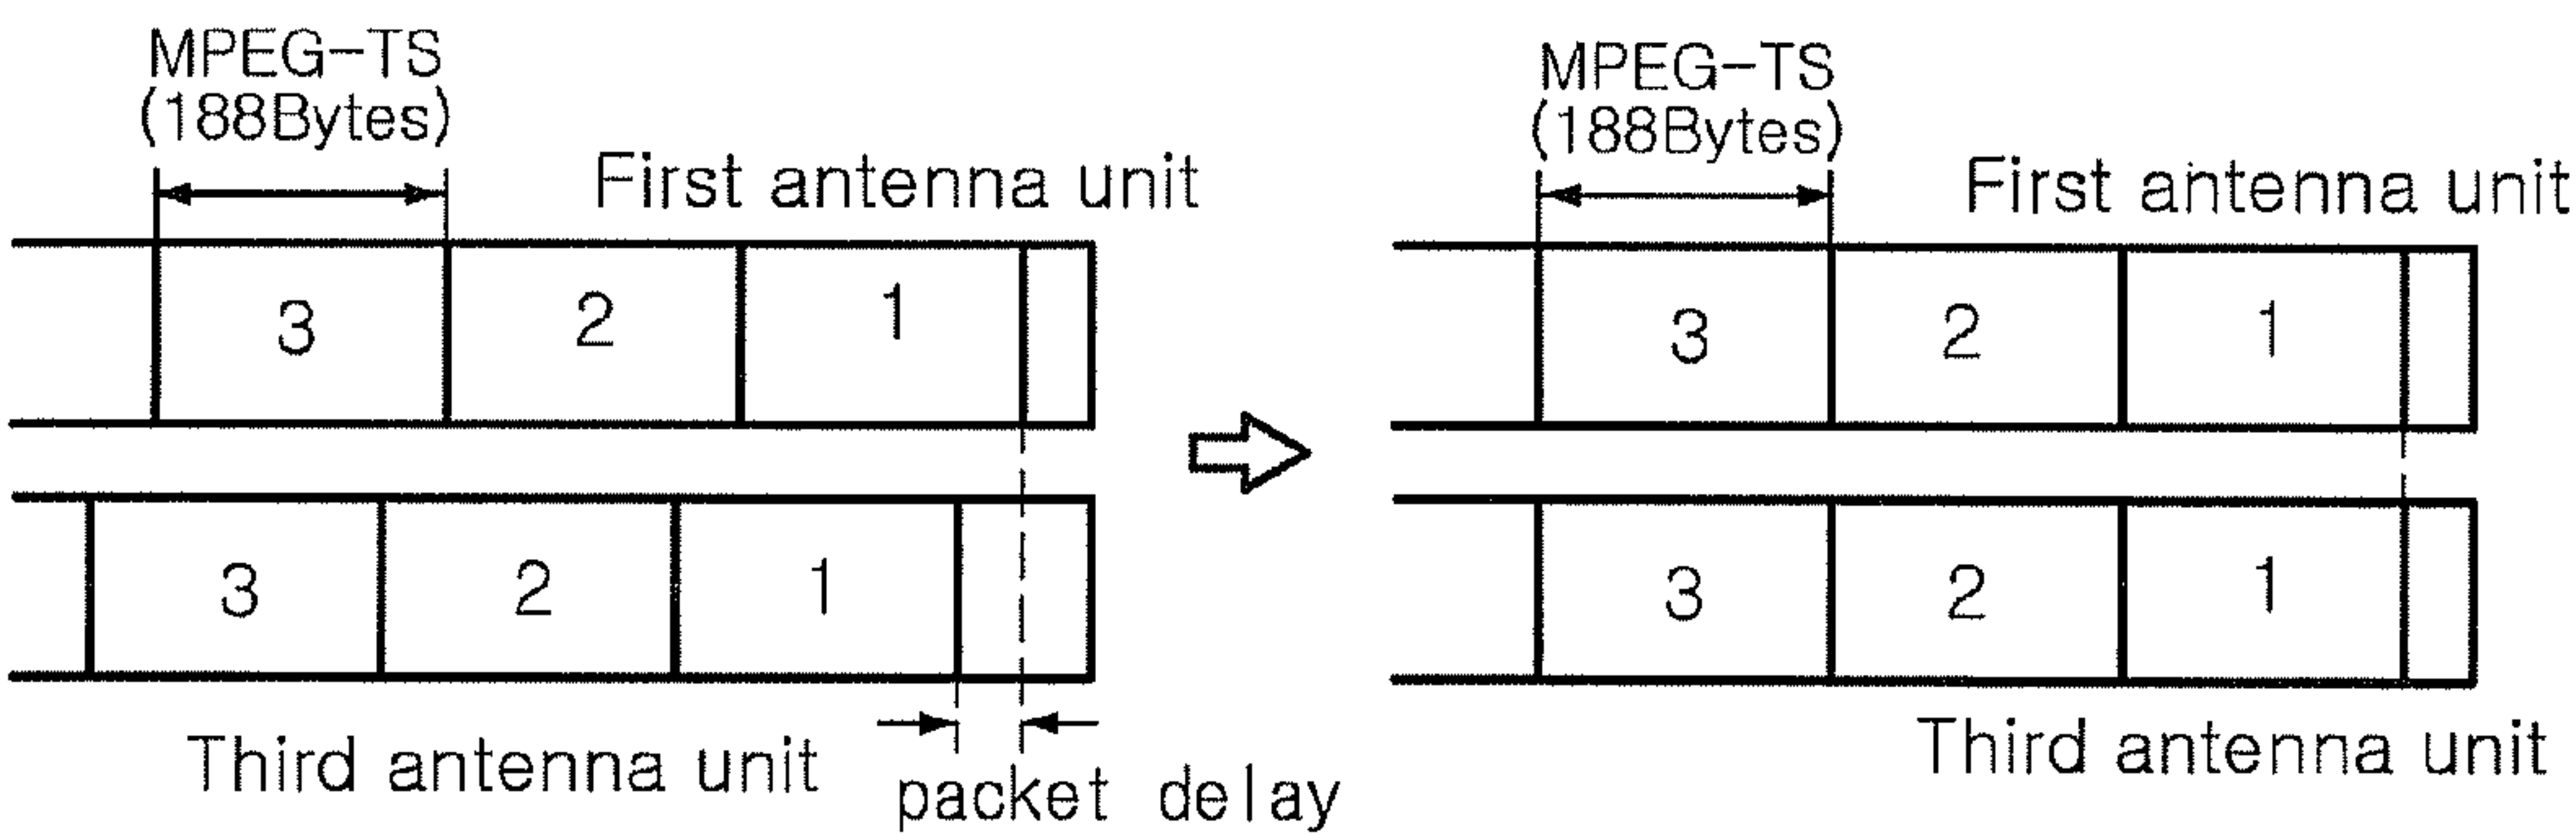 MPEG-TS
(188Bytes)
First antenna unit
3 2 1
3 2 1
Third antenna unit
packet delay
MPEG-TS
(188Bytes)
First antenna unit
3 2 1
3 2 1
Third antenna unit